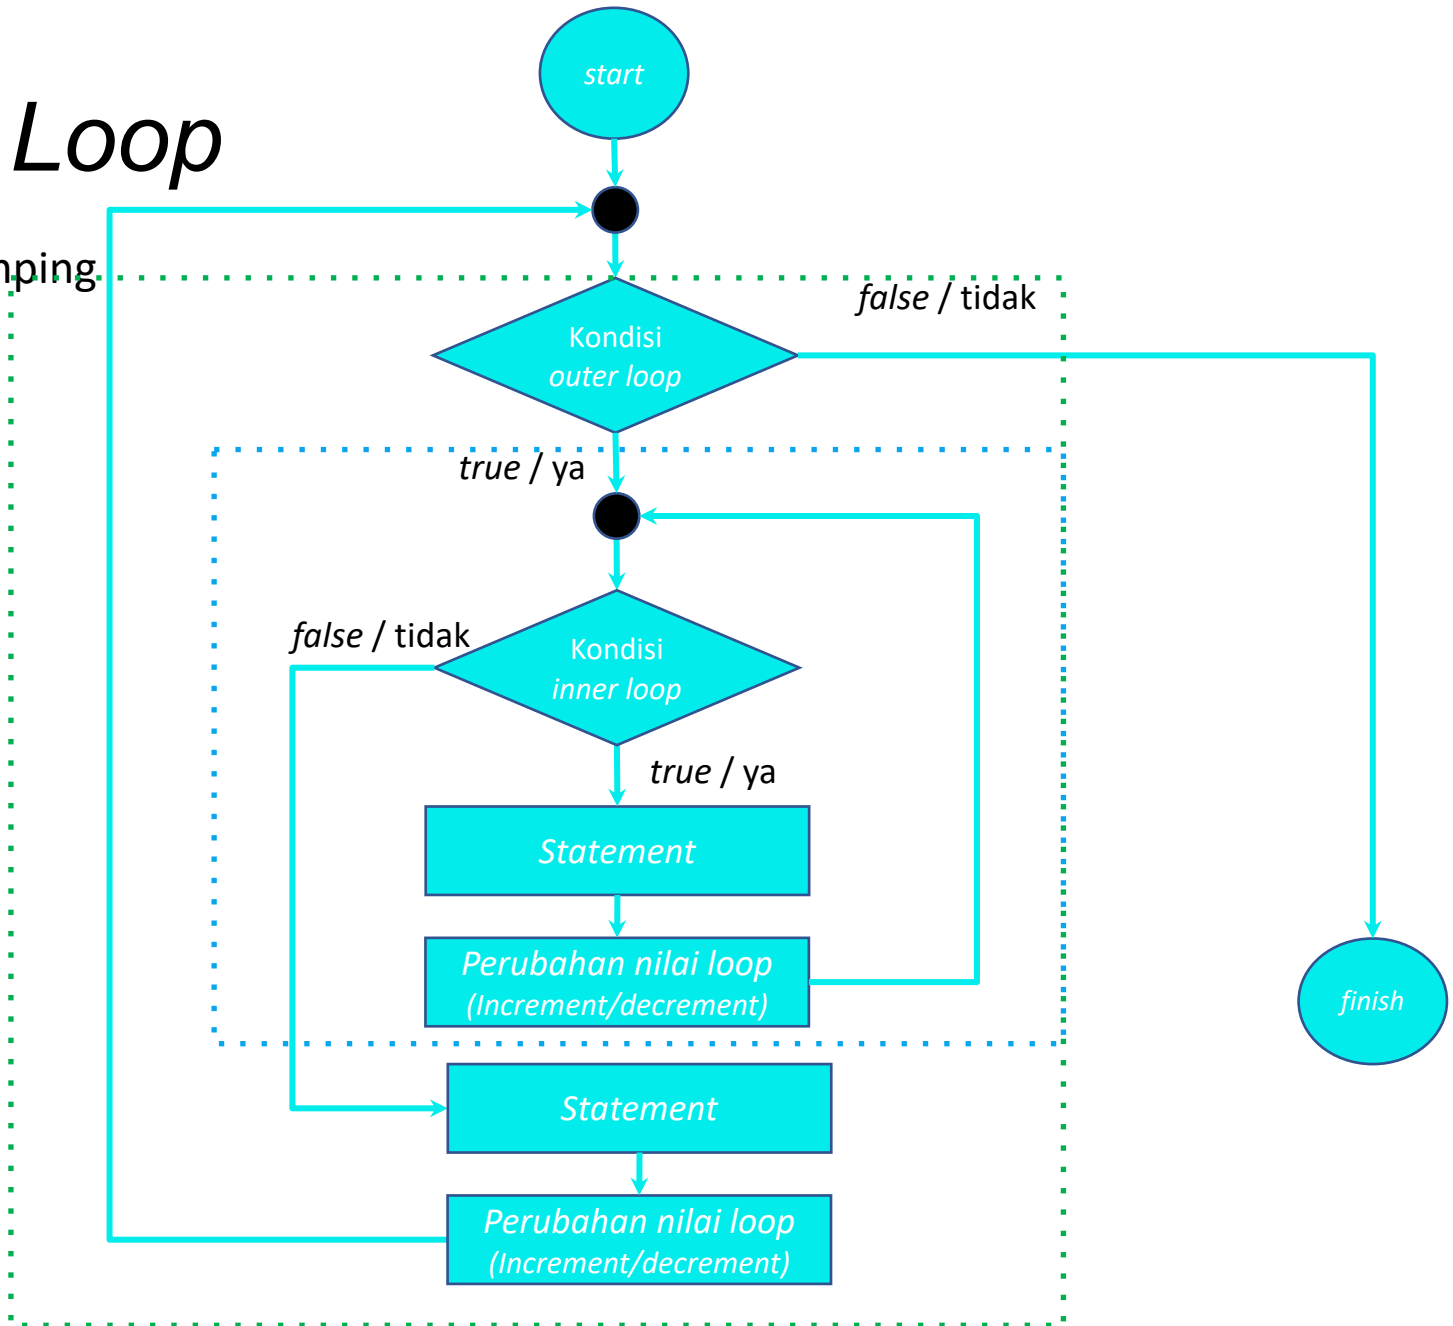 start
Loop
false / tidak
Kondisi
outer loop
true / ya
false / tidak
Kondisi
inner loop
true / ya
Statement
Perubahan nilai loop
(Increment/decrement)
finish
Statement
Perubahan nilai loop
(Increment/decrement)